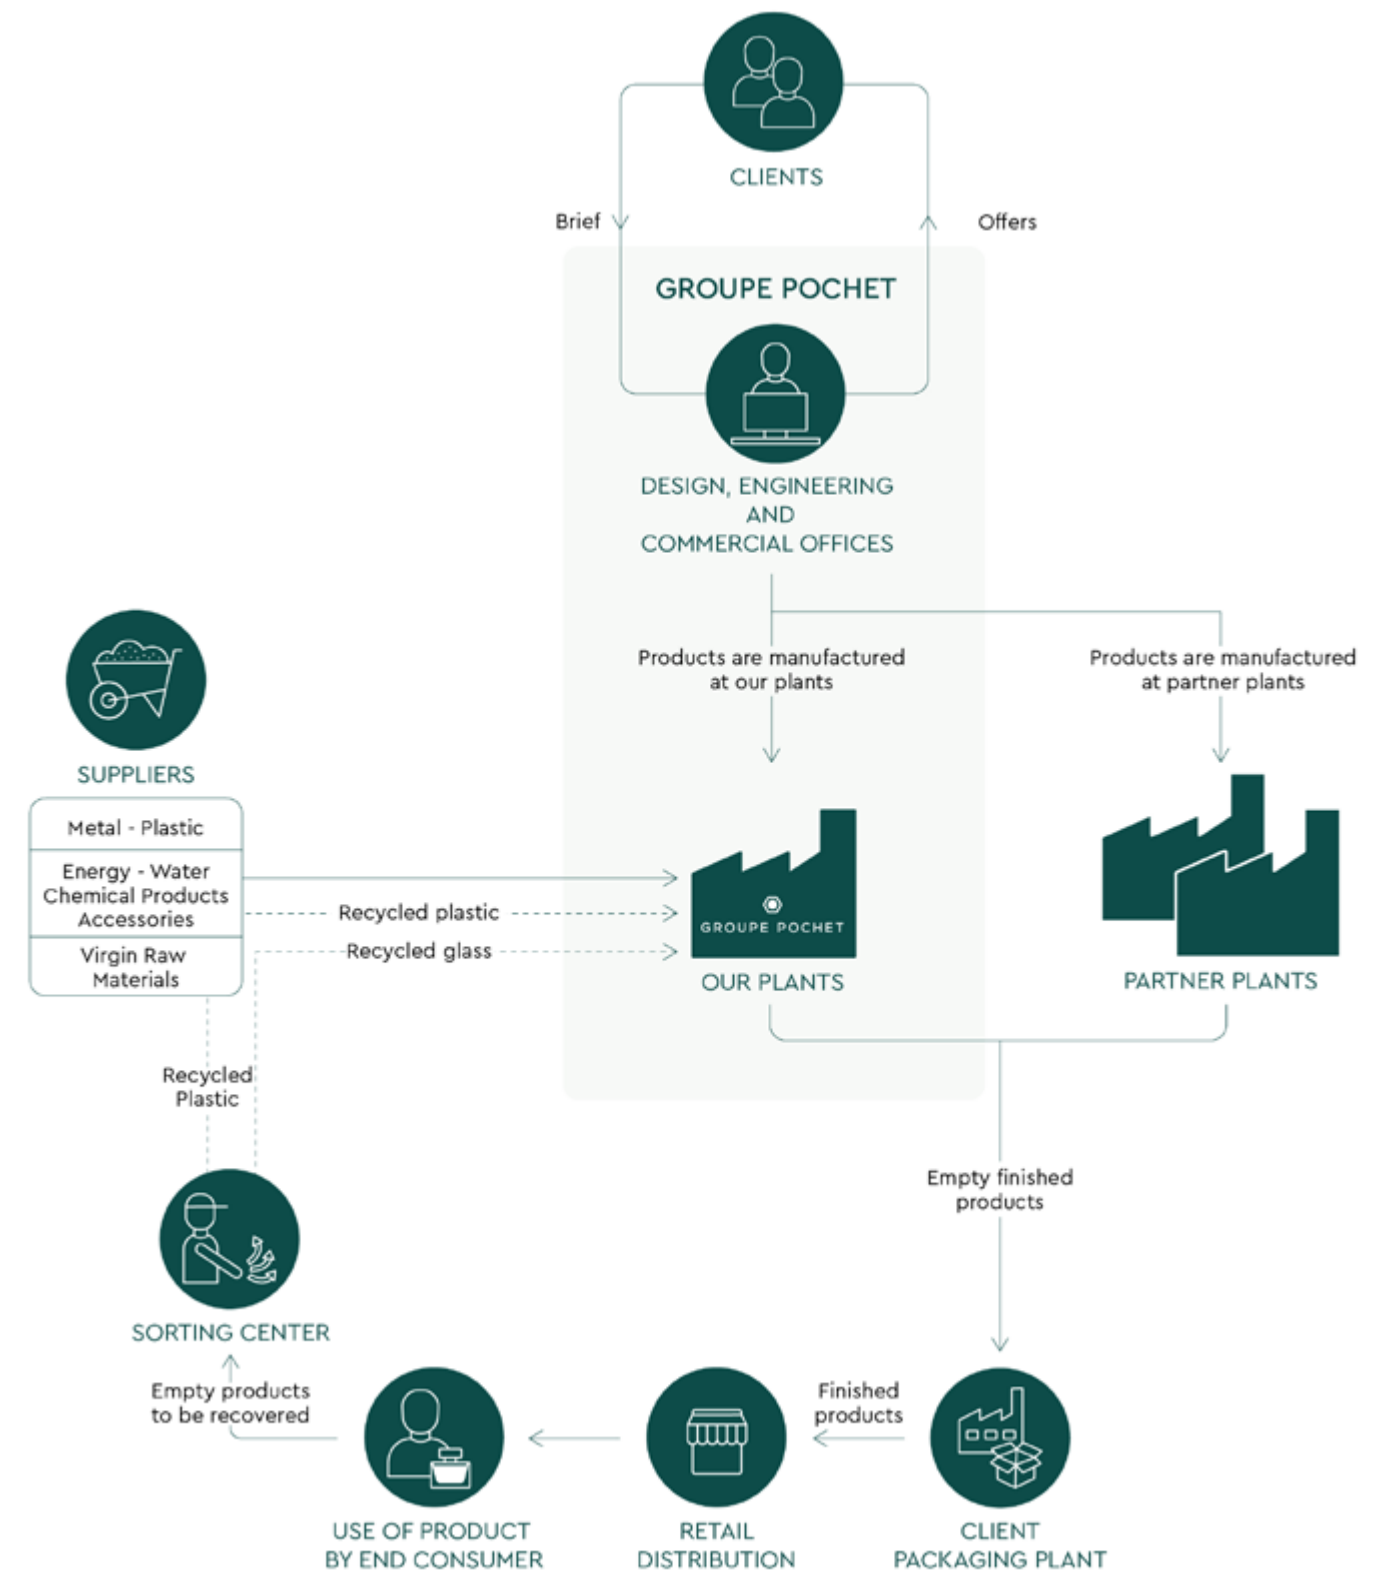 CLIENTS
Brief
Offers
GROUPE POCHET
DESIGN, ENGINEERING
AND
COMMERCIAL OFFICES
Products are manufactured
at our plants
Products are manufactured
at partner plants
SUPPLIERS
Metal - Plastic
Energy - Water
Chemical Products
Accessories
Virgin Raw
Materials
Recycled plastic
Recycled glass
GROUPE POCHET
OUR PLANTS
PARTNER PLANTS
Recycled
Plastic
Empty finished
products
SORTING CENTER
Empty products
to be recovered
Finished
products
USE OF PRODUCT
BY END CONSUMER
RETAIL
DISTRIBUTION
CLIENT
PACKAGING PLANT